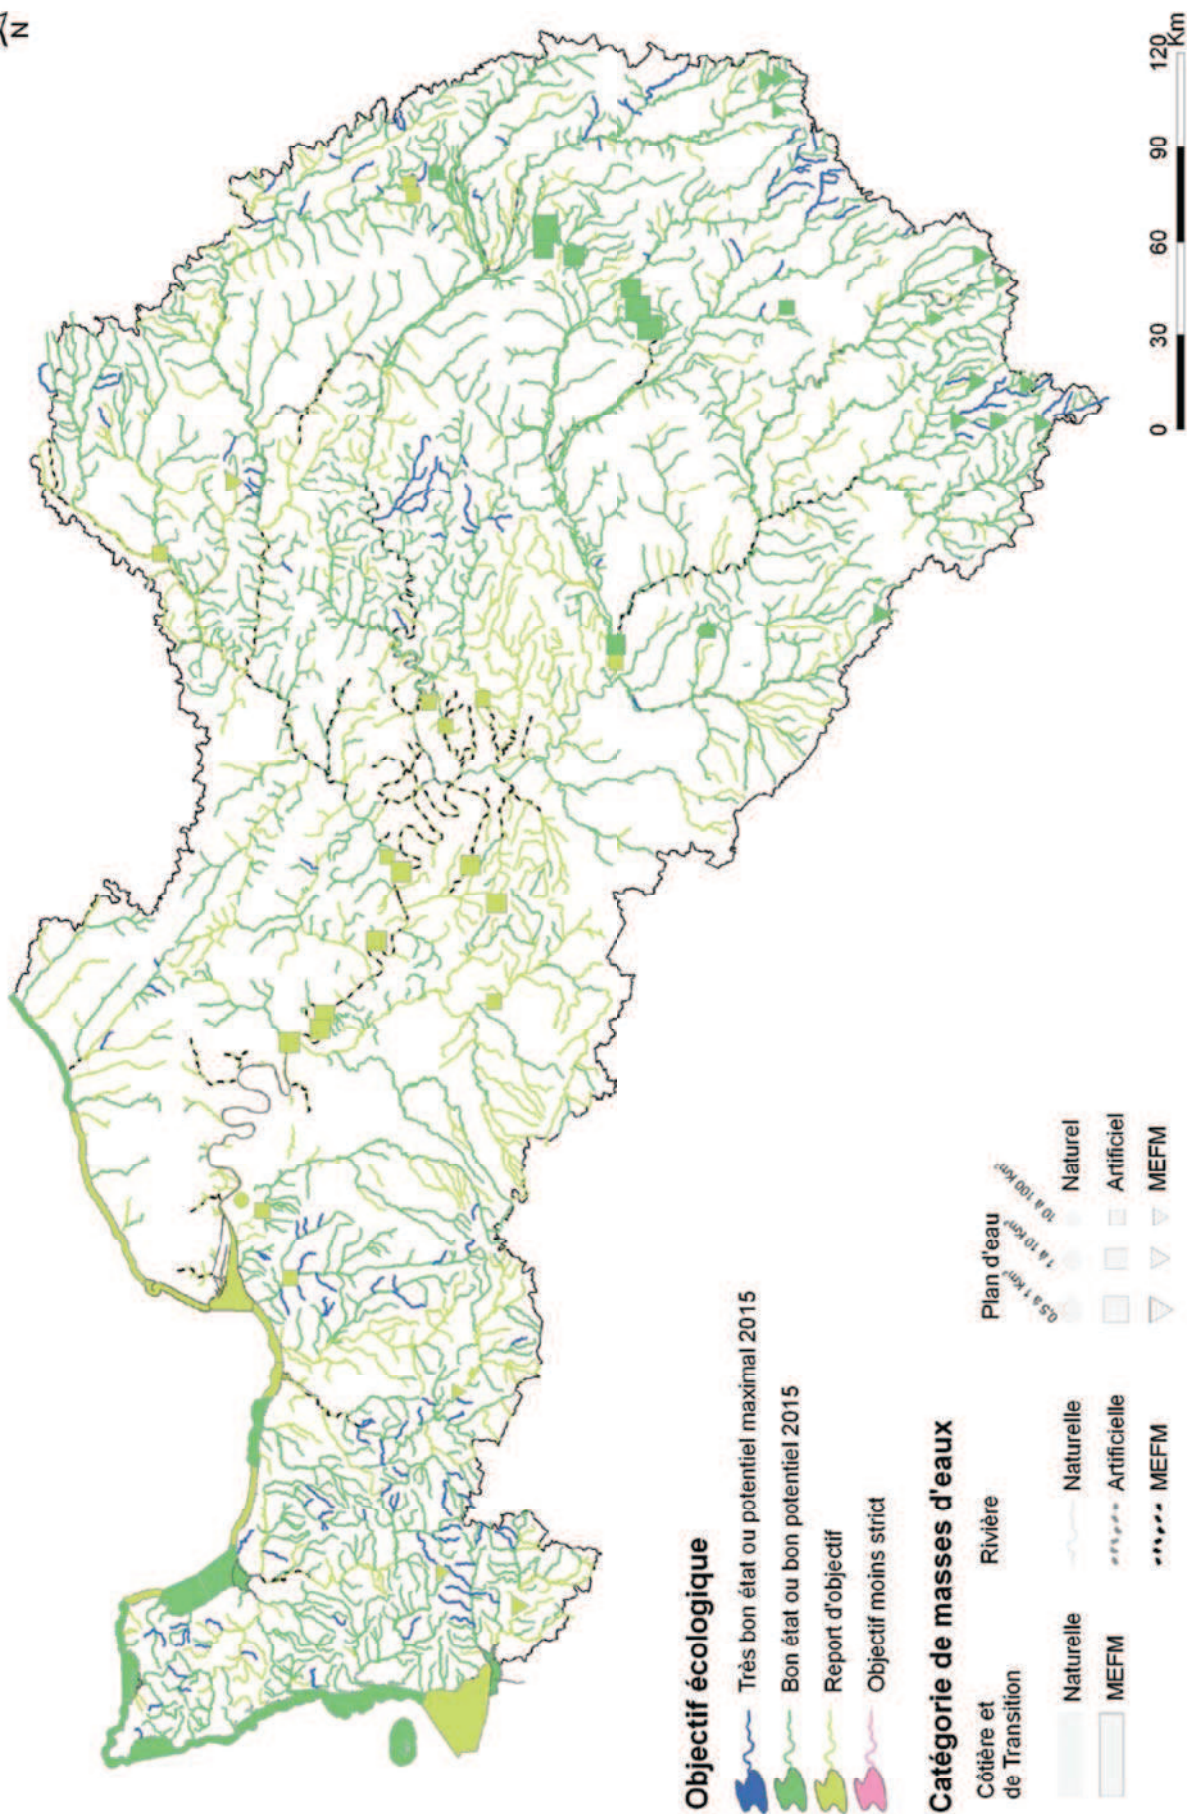 N
Objectif écologique
Très bon état ou potentiel maximal 2015
Bon état ou bon potentiel 2015
Report d'objectif
Objectif moins strict
Catégorie de masses d'eaux
Côtière et
de Transition
Naturelle
MEFM
Rivière
Naturelle
Artificielle
MEFM
Plan d'eau
0,5 à 1 Km² 1 à 10 Km² 10 à 100 Km²
Naturel
Artificiel
MEFM
0 30 60 90 120
Km